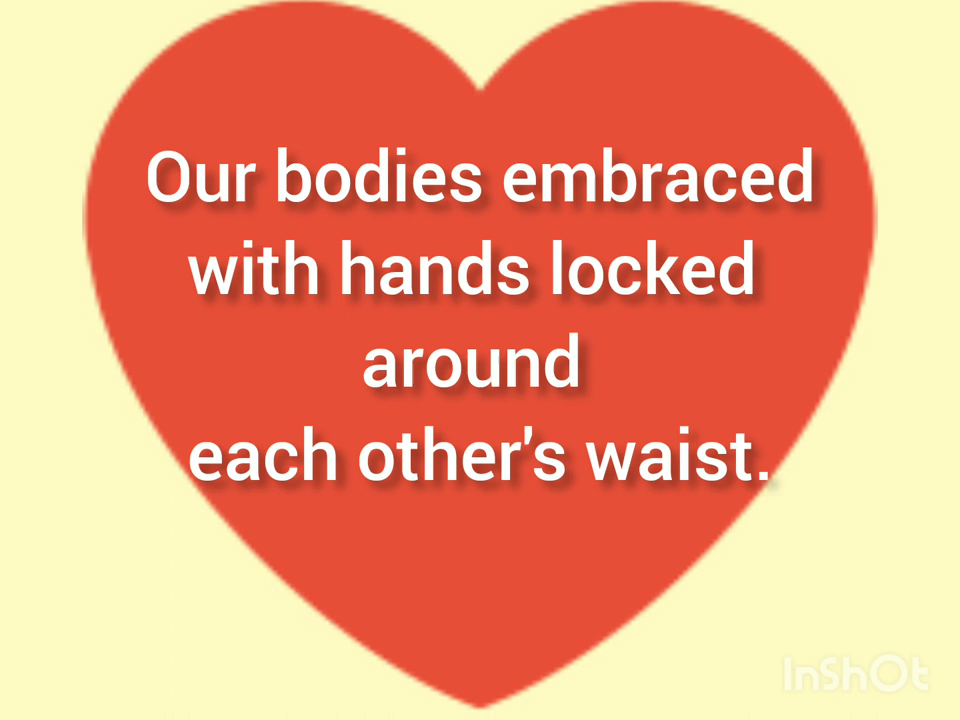 Our bodies embraced
with hands locked
around
each other's waist.
InShOt